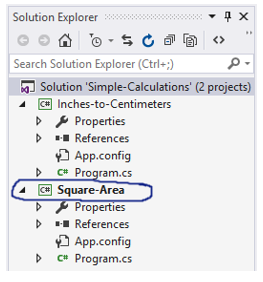 Solution Explorer
Search Solution Explorer (Ctrl+;)
Solution 'Simple-Calculations' (2 projects)
C# Inches-to-Centimeters
Properties
References
App.config
C# Program.cs
C# Square-Area
Properties
References
App.config
C# Program.cs